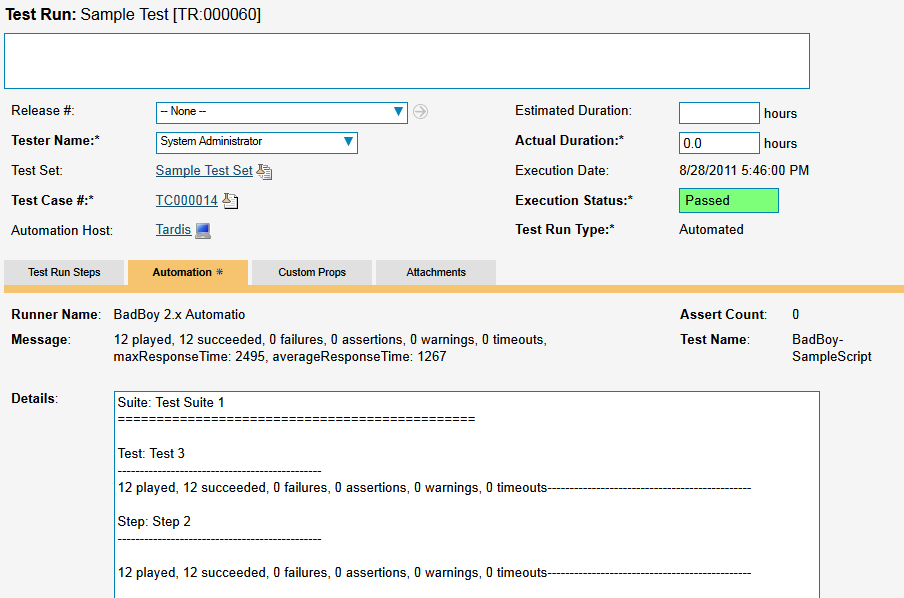 Test Run: Sample Test [TR:000060]
Release #: -- None -- Estimated Duration: hours
Tester Name:* System Administrator Actual Duration:* 0.0 hours
Test Set: Sample Test Set Execution Date: 8/28/2011 5:46:00 PM
Test Case #:* TC000014 Execution Status:* Passed
Automation Host: Tardis Test Run Type:* Automated
Test Run Steps Automation * Custom Props Attachments
Runner Name: BadBoy 2.x Automatio Assert Count: 0
Message: 12 played, 12 succeeded, 0 failures, 0 assertions, 0 warnings, 0 timeouts, Test Name: BadBoy-
maxResponseTime: 2495, averageResponseTime: 1267 SampleScript
Details: Suite: Test Suite 1
==============================================
Test: Test 3
----------------------------------------------
12 played, 12 succeeded, 0 failures, 0 assertions, 0 warnings, 0 timeouts----------------------------------------------
Step: Step 2
----------------------------------------------
12 played, 12 succeeded, 0 failures, 0 assertions, 0 warnings, 0 timeouts----------------------------------------------